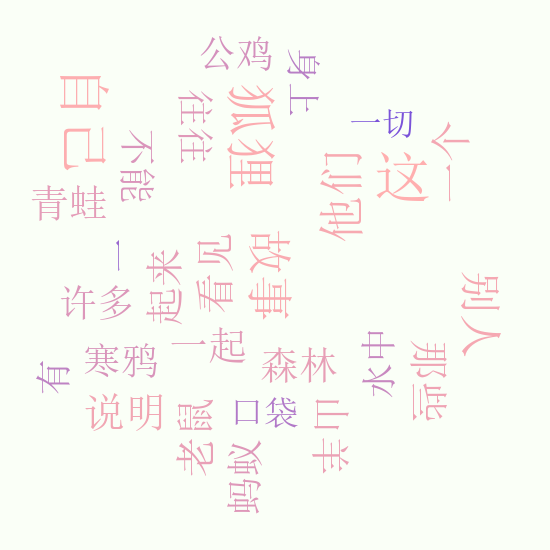 公鸡
身上
自己
往往
狐狸
一切
一个
不能
他们
这
青蛙
一
起来
看见
故事
许多
别人
寒鸦
一起
森林
水中
那些
有
说明
老鼠
口袋
山羊
蚂蚁